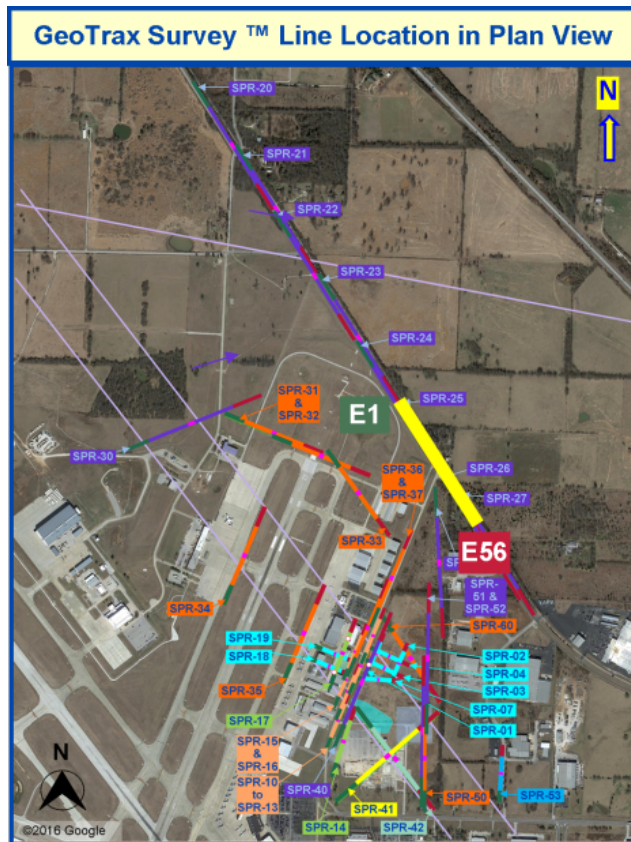 GeoTrax Survey ™ Line Location in Plan View
SPR-20
N
SPR-21
SPR-22
SPR-23
SPR-24
SPR-25
SPR-31
&
SPR-32
E1
SPR-30
SPR-36
&
SPR-37
SPR-26
SPR-27
SPR-33
E56
SPR-
51 &
SPR-52
SPR-34
SPR-60
SPR-19
SPR-18
SPR-02
SPR-04
SPR-35
SPR-03
SPR-17
SPR-07
SPR-01
SPR-15
&
SPR-16
N
SPR-10
to
SPR-13
SPR-40
SPR-41
SPR-50
SPR-53
SPR-14
SPR-42
©2016 Google